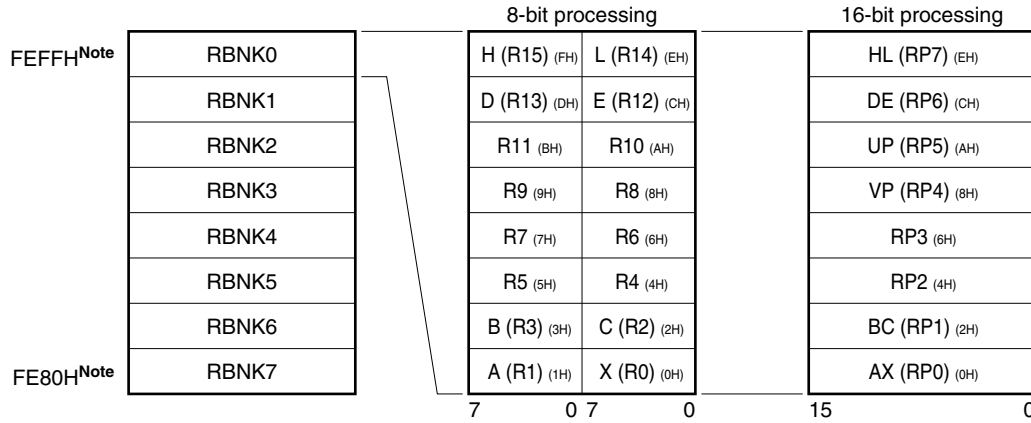 8-bit processing 16-bit processing
FEFFHNote RBNK0 H (R15) (FH) L (R14) (EH) HL (RP7) (EH)
RBNK1 D (R13) (DH) E (R12) (CH) DE (RP6) (CH)
RBNK2 R11 (BH) R10 (AH) UP (RP5) (AH)
RBNK3 R9 (9H) R8 (8H) VP (RP4) (8H)
RBNK4 R7 (7H) R6 (6H) RP3 (6H)
RBNK5 R5 (5H) R4 (4H) RP2 (4H)
RBNK6 B (R3) (3H) C (R2) (2H) BC (RP1) (2H)
FE80HNote RBNK7 A (R1) (1H) X (R0) (0H) AX (RP0) (0H)
7 0 7 0 15 0